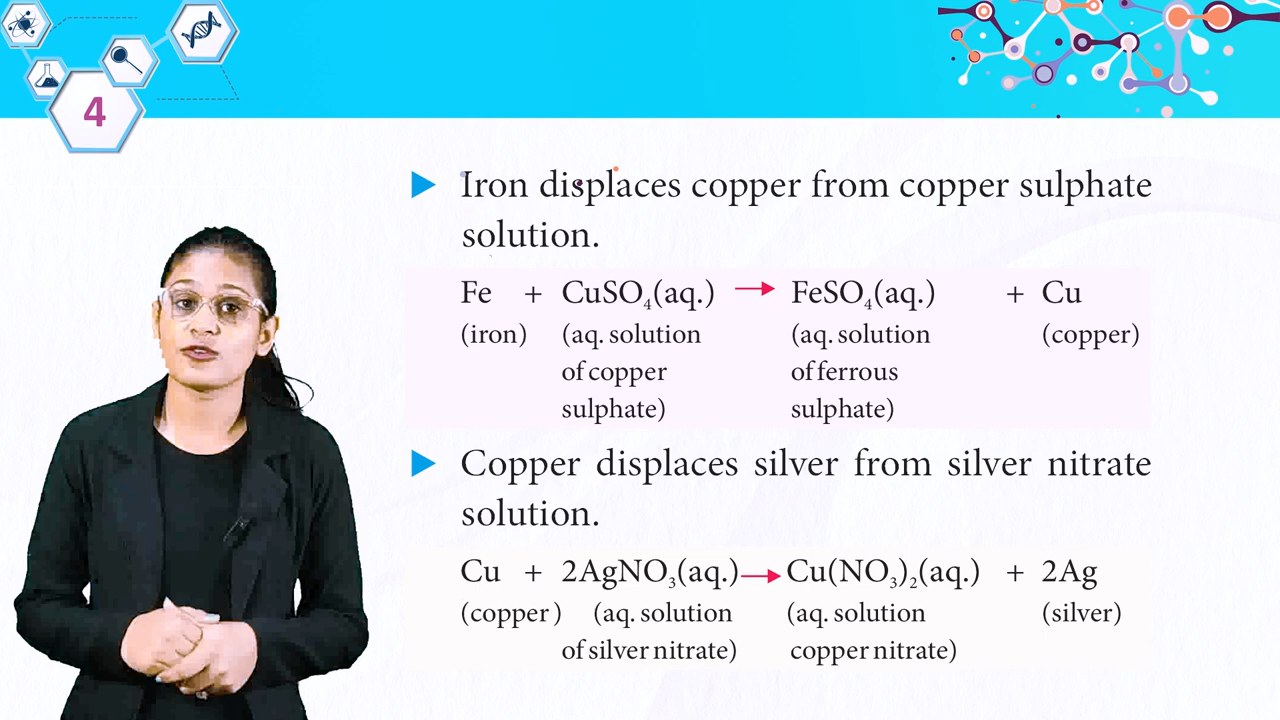 4
Iron displaces copper from copper sulphate
solution.
Fe + CuSO₄(aq.) → FeSO₄(aq.) + Cu
(iron) (aq. solution (aq. solution (copper)
of copper of ferrous
sulphate) sulphate)
Copper displaces silver from silver nitrate
solution.
Cu + 2AgNO₃(aq.) → Cu(NO₃)₂(aq.) + 2Ag
(copper) (aq. solution (aq. solution (silver)
of silver nitrate) copper nitrate)